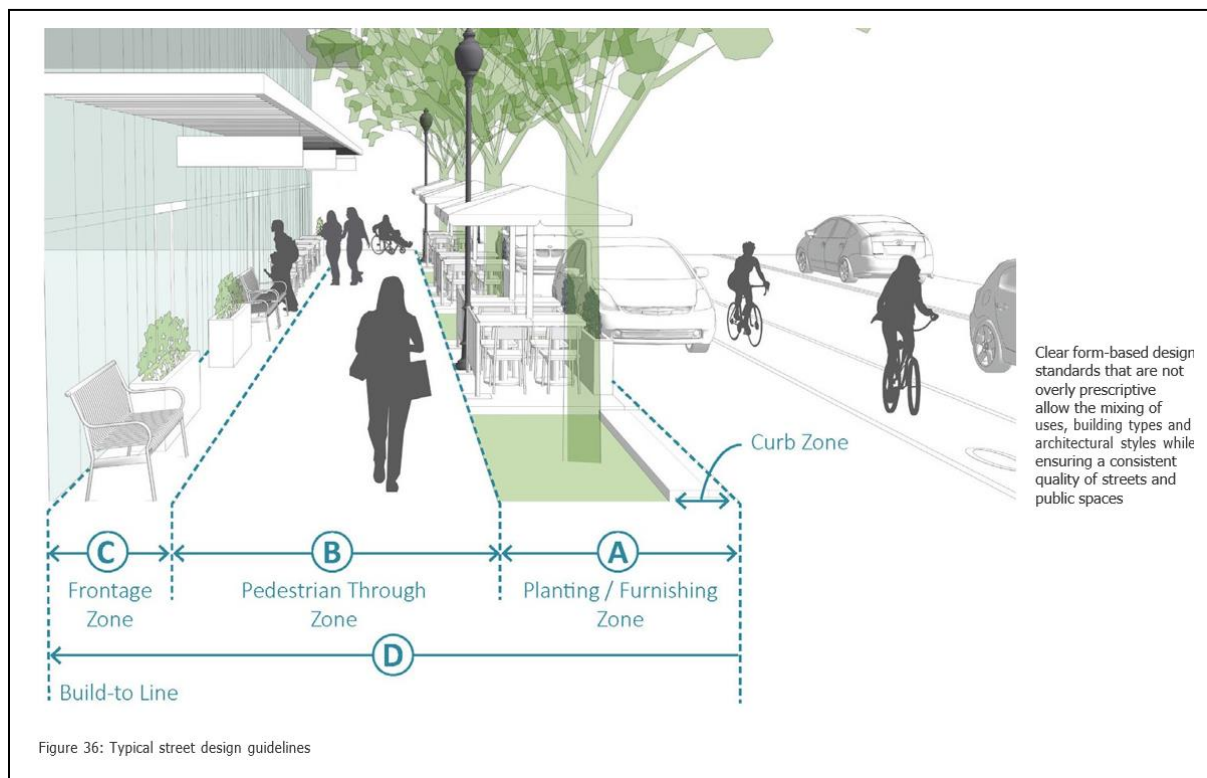 Clear form-based design
standards that are not
overly prescriptive
allow the mixing of
uses, building types and
architectural styles while
ensuring a consistent
quality of streets and
public spaces
Curb Zone
C
Frontage
Zone
B
Pedestrian Through
Zone
A
Planting / Furnishing
Zone
D
Build-to Line
Figure 36: Typical street design guidelines